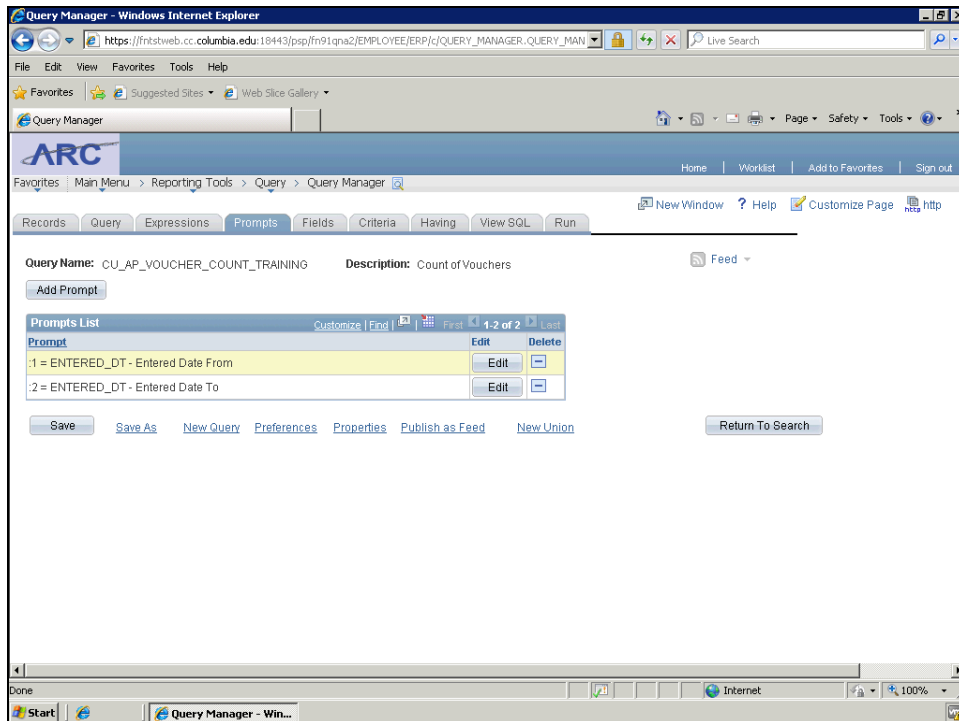 Query Manager - Windows Internet Explorer
https://fntstweb.cc.columbia.edu:18443/psp/fn91qna2/EMPLOYEE/ERP/c/QUERY_MANAGER.QUERY_MAN Live Search
File Edit View Favorites Tools Help
Favorites Suggested Sites Web Slice Gallery
Query Manager Page Safety Tools
ARC
Home | Worklist | Add to Favorites | Sign out
Favorites Main Menu > Reporting Tools > Query > Query Manager
New Window ? Help Customize Page http
Records Query Expressions Prompts Fields Criteria Having View SQL Run
Query Name: CU_AP_VOUCHER_COUNT_TRAINING Description: Count of Vouchers Feed
Add Prompt
Prompts List Customize | Find | | First 1-2 of 2 Last
Prompt Edit Delete
:1 = ENTERED_DT - Entered Date From Edit
:2 = ENTERED_DT - Entered Date To Edit
Save Save As New Query Preferences Properties Publish as Feed New Union Return To Search
Done Internet 100%
Start Query Manager - Win...